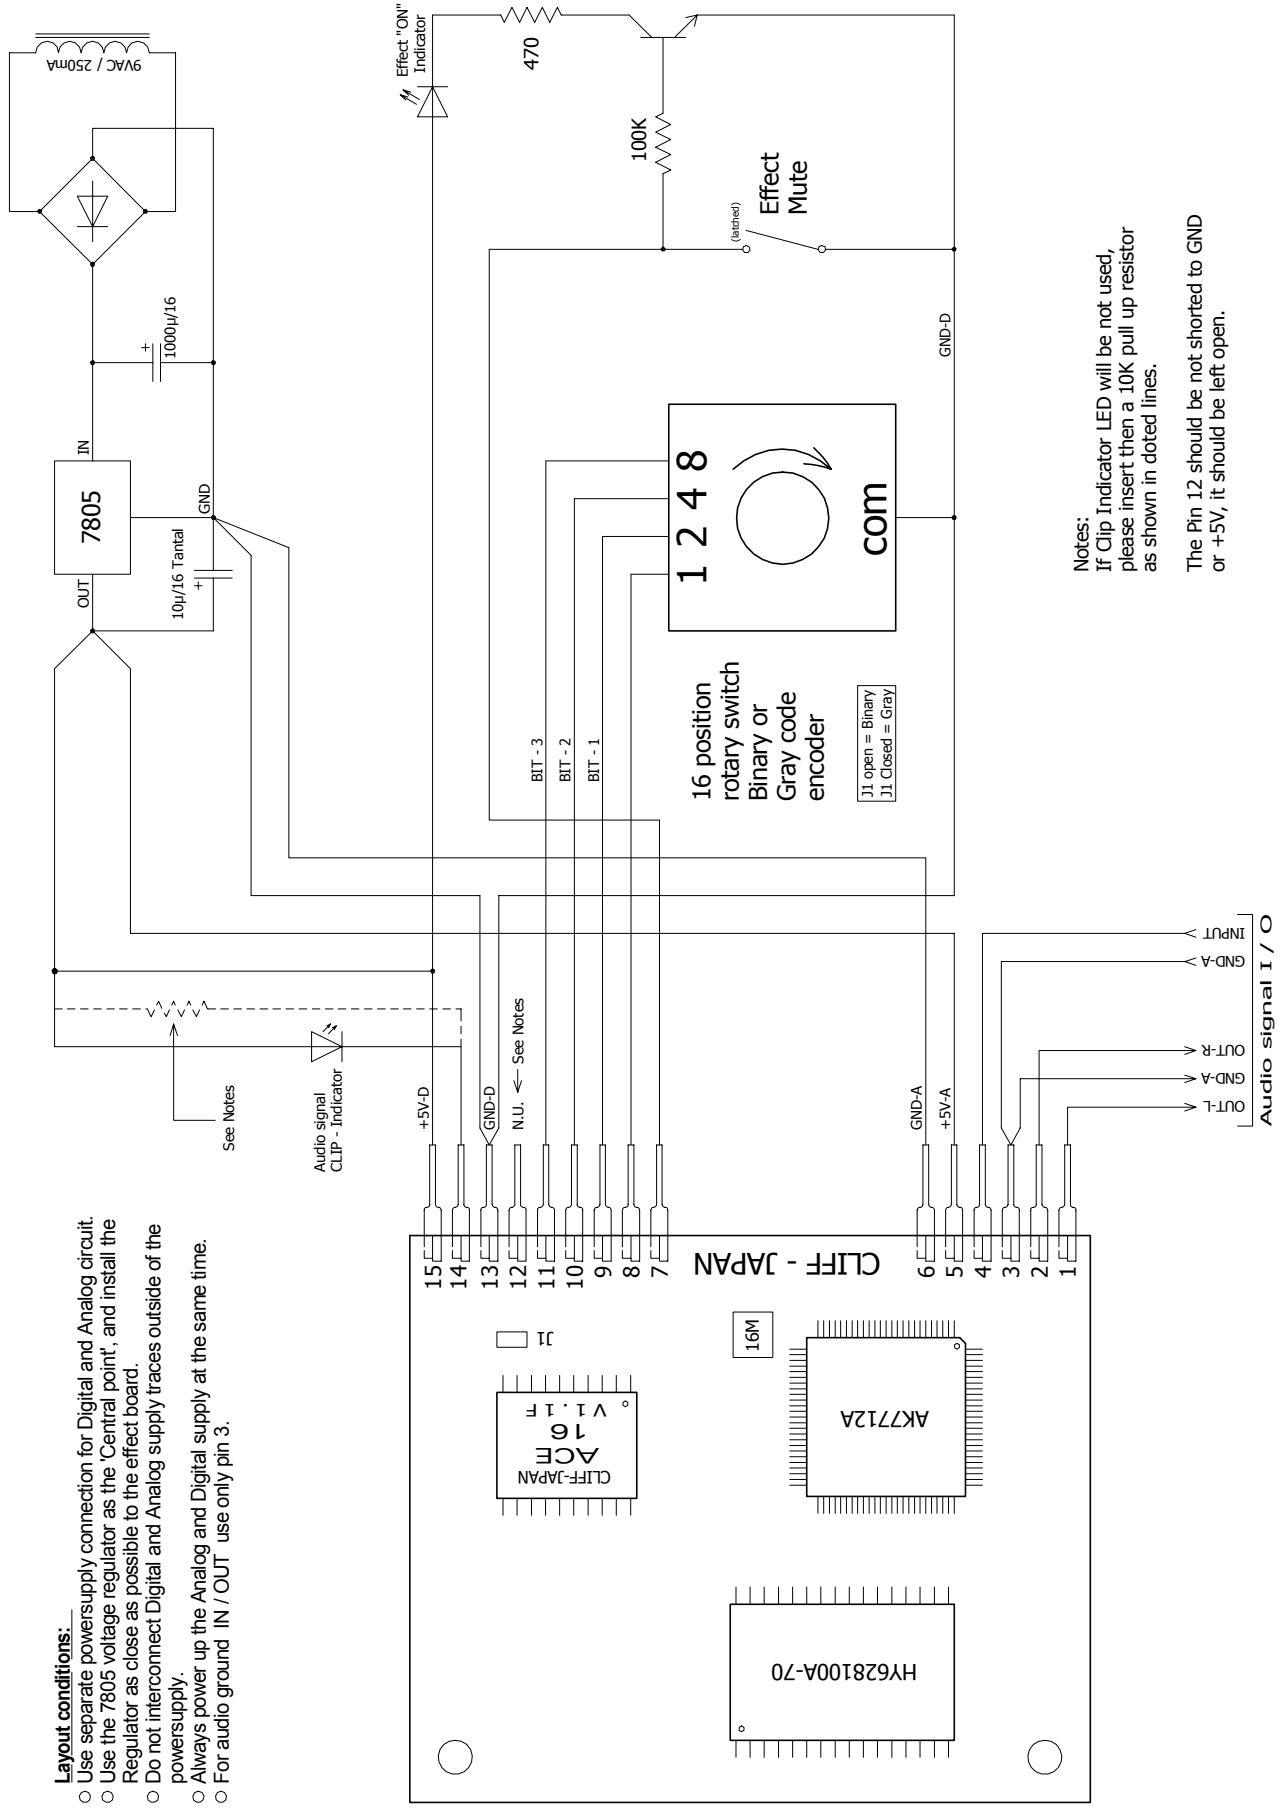 Layout conditions:
○ Use separate powersupply connection for Digital and Analog circuit.
○ Use the 7805 voltage regulator as the 'Central point', and install the
Regulator as close as possible to the effect board.
○ Do not interconnect Digital and Analog supply traces outside of the
powersupply.
○ Always power up the Analog and Digital supply at the same time.
○ For audio ground IN / OUT use only pin 3.
9VAC / 250mA
1000µ/16
+
IN
7805
OUT
GND
10µ/16 Tantal
+
See Notes
Audio signal
CLIP - Indicator
Effect "ON"
Indicator
470
100K
Effect
Mute
(latched)
+5V-D
GND-D
N.U. ← See Notes
BIT - 3
BIT - 2
BIT - 1
GND-D
1 2 4 8
com
16 position
rotary switch
Binary or
Gray code
encoder
J1 open = Binary
J1 Closed = Gray
GND-A
+5V-A
15
14
13
12
11
10
9
8
7
6
5
4
3
2
1
CLIFF - JAPAN
J1
CLIFF-JAPAN
ACE
16
V1.1F
16M
AK7712A
HY628100A-70
INPUT
GND-A
OUT-R
GND-A
OUT-L
Audio signal I / O
Notes:
If Clip Indicator LED will be not used,
please insert then a 10K pull up resistor
as shown in doted lines.
The Pin 12 should be not shorted to GND
or +5V, it should be left open.